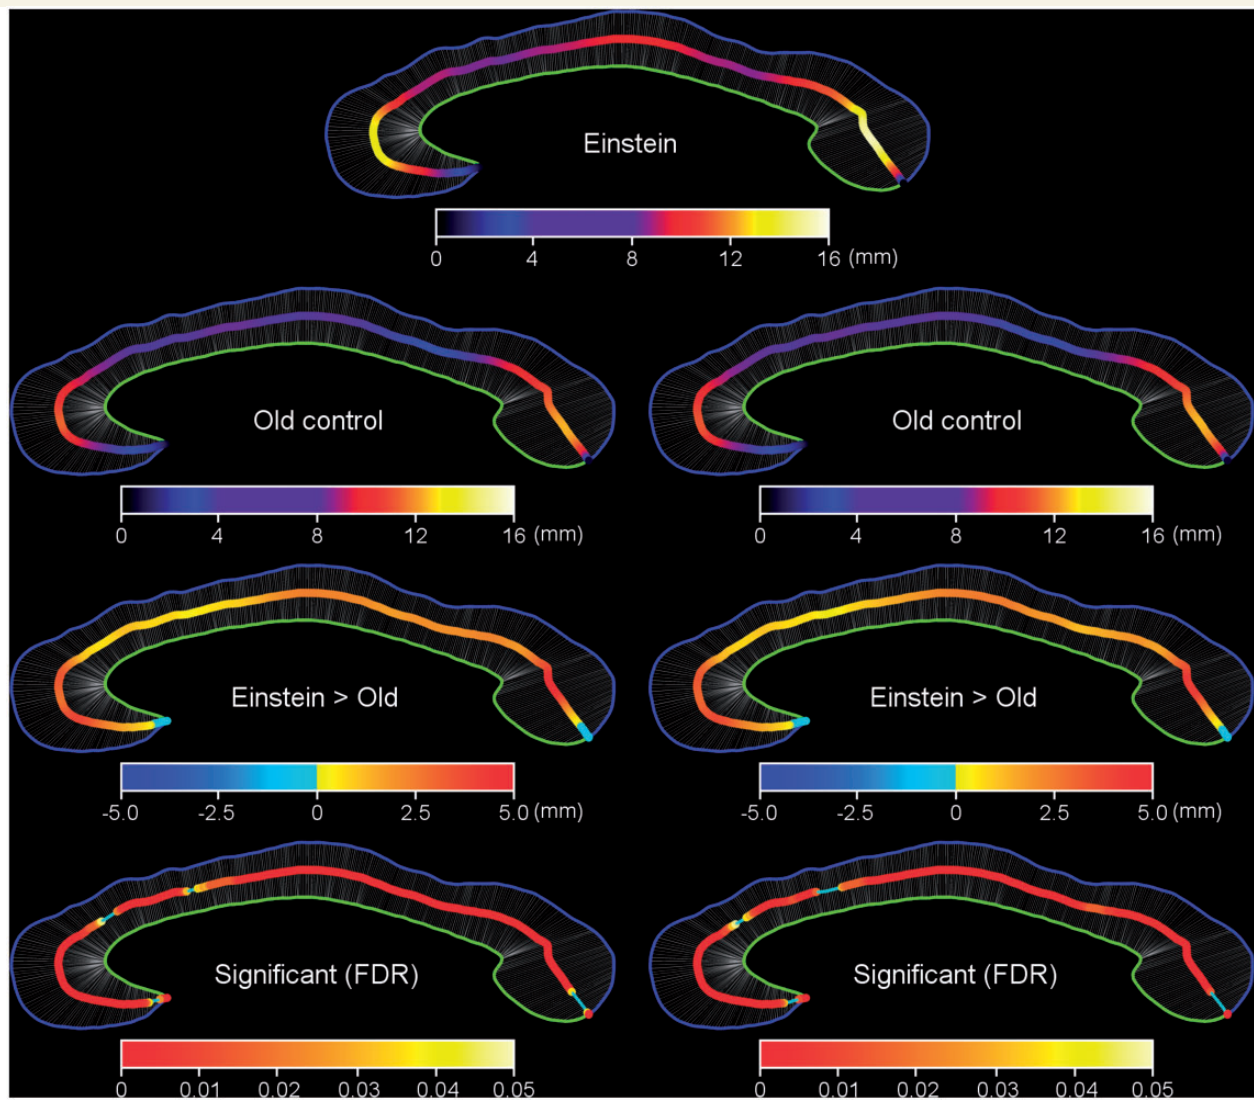 Einstein
0 4 8 12 16 (mm)
Old control Old control
0 4 8 12 16 (mm) 0 4 8 12 16 (mm)
Einstein > Old Einstein > Old
-5.0 -2.5 0 2.5 5.0 (mm) -5.0 -2.5 0 2.5 5.0 (mm)
Significant (FDR) Significant (FDR)
0 0.01 0.02 0.03 0.04 0.05 0 0.01 0.02 0.03 0.04 0.05